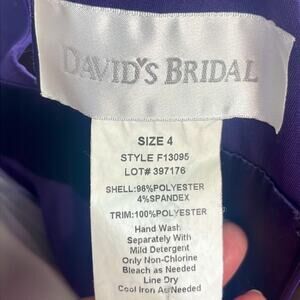 DAVID'S BRIDAL
SIZE 4
STYLE F13095
LOT# 397176
SHELL:96%POLYESTER
4%SPANDEX
TRIM:100%POLYESTER
Hand Wash
Separately With
Mild Detergent
Only Non-Chlorine
Bleach as Needed
Line Dry
Cool Iron As Needed